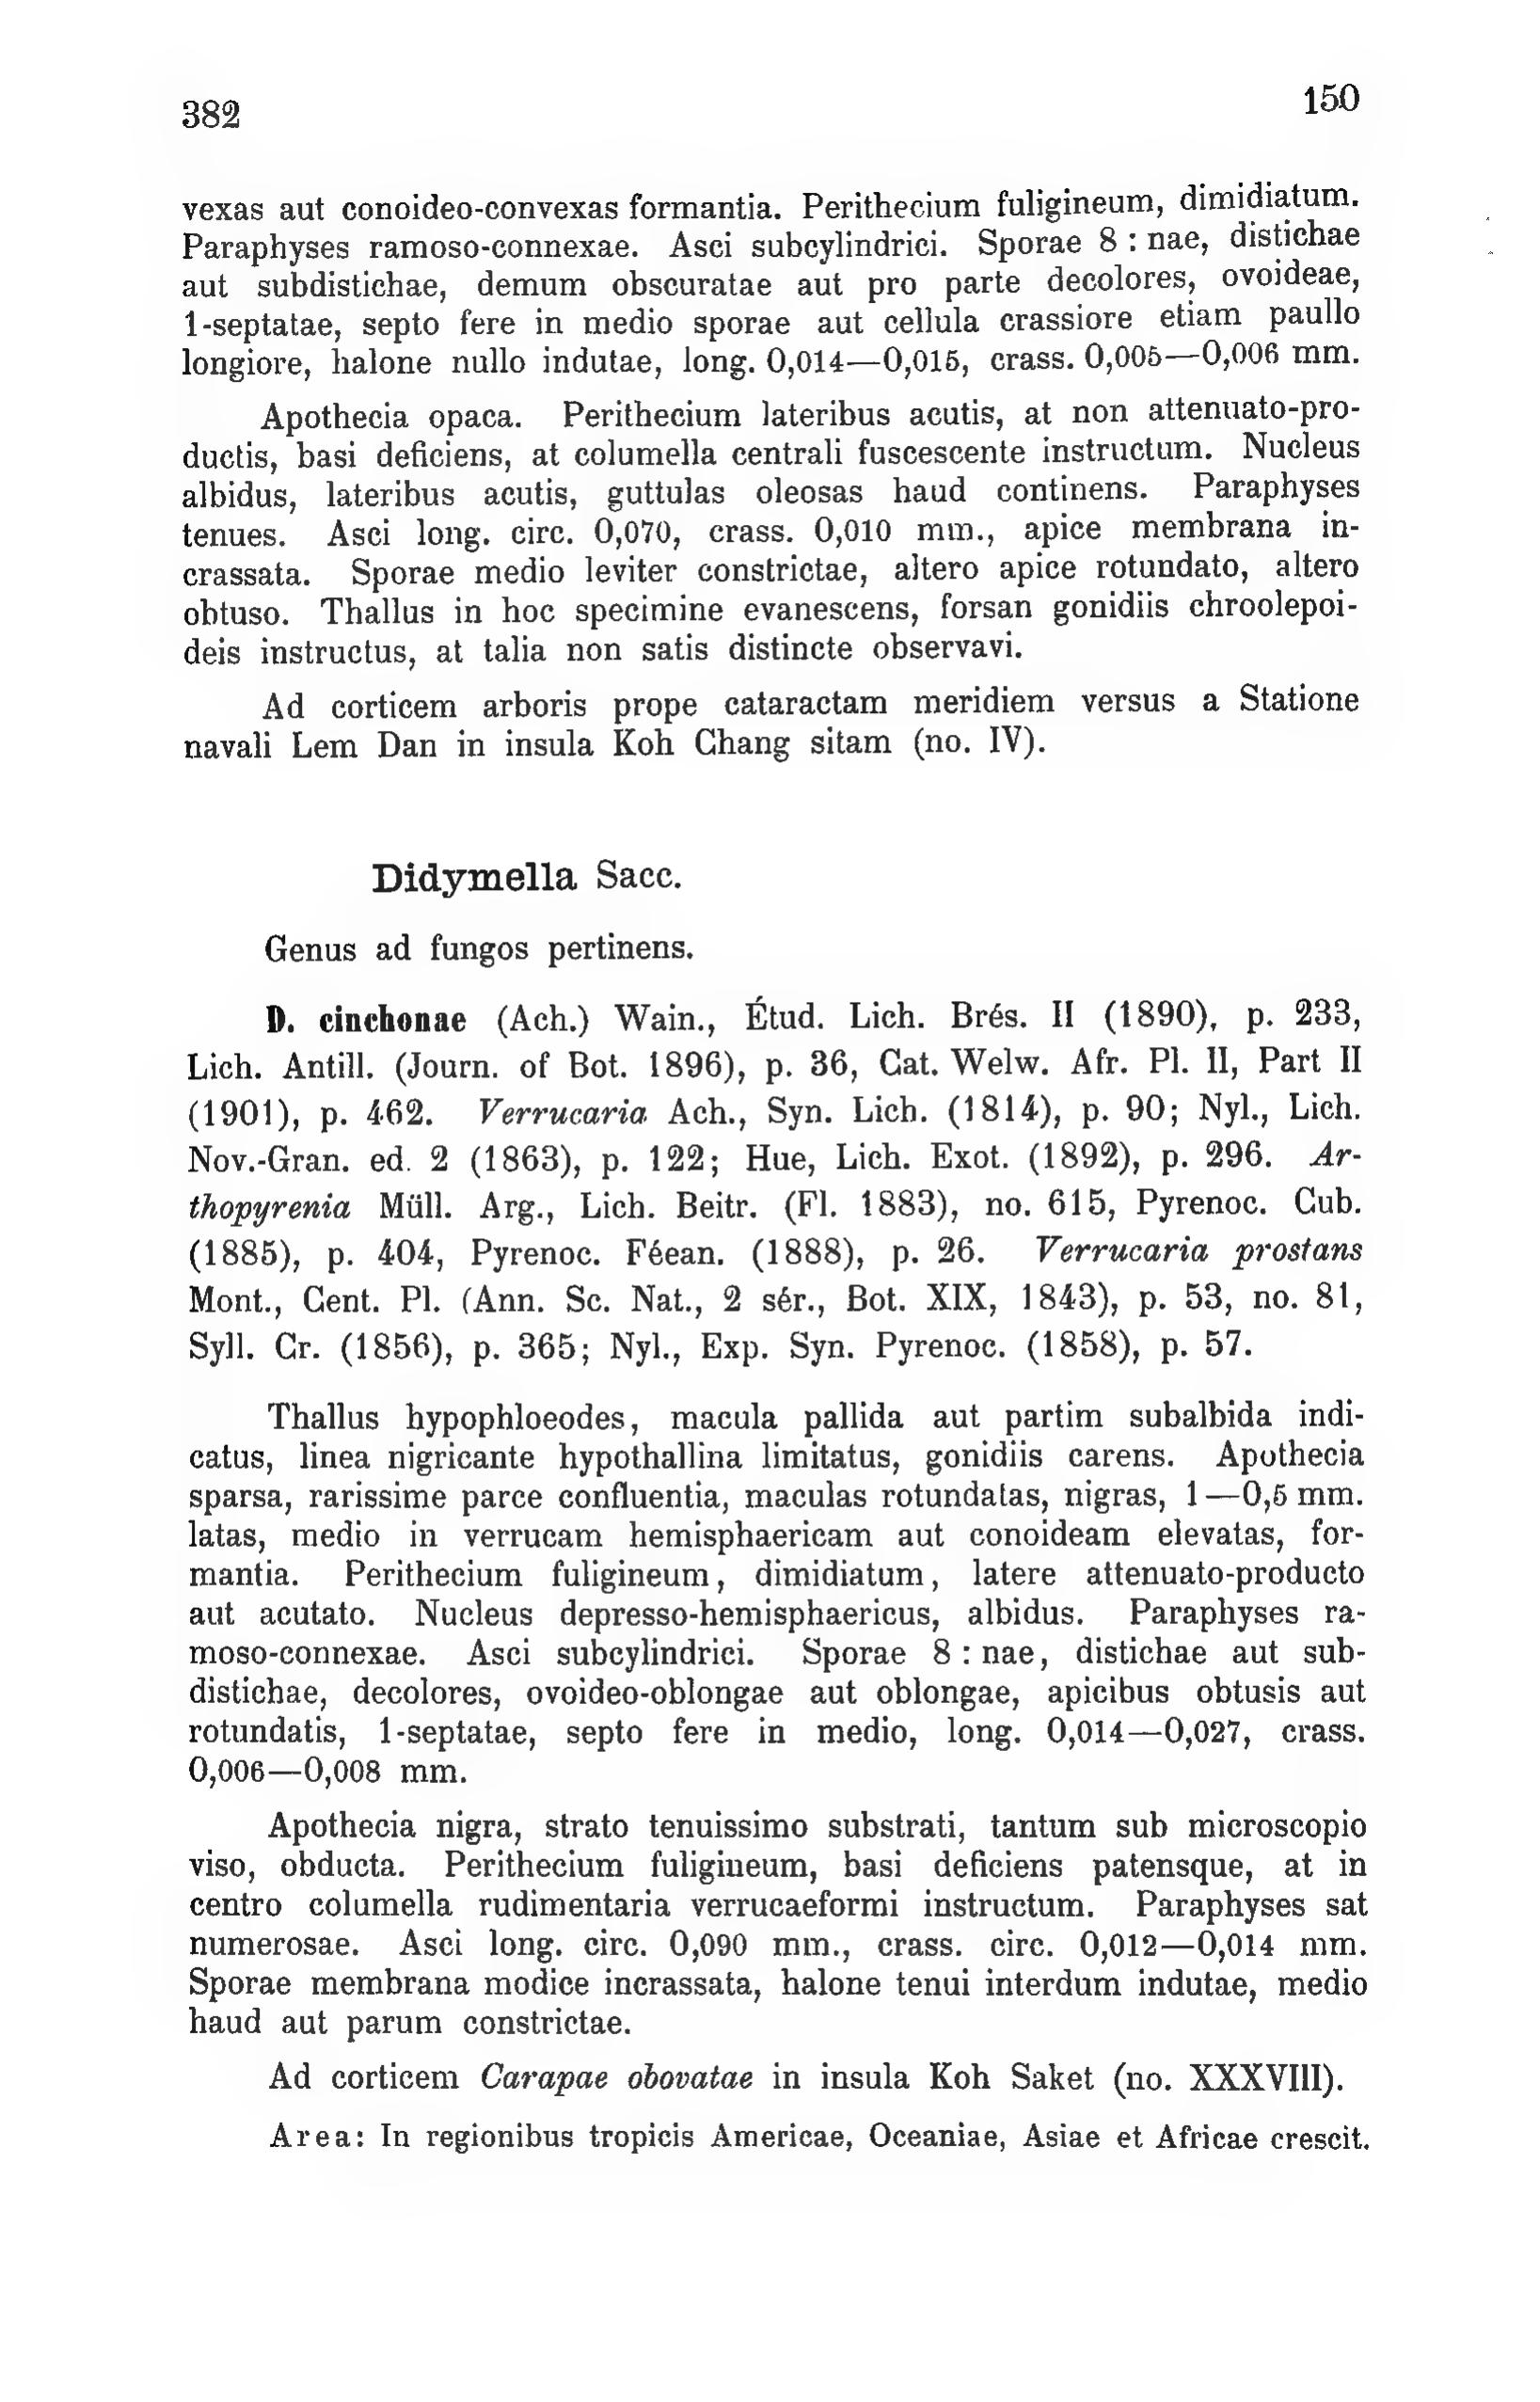 382
150
vexas aut conoideo-convexas formantia. Perithecium fuligineum, dimidiatum.
Paraphyses ramoso-connexae. Asci subcylindrici. Sporae 8 : nae, distichae
aut subdistichae, demum obscuratae aut pro parte decolores, ovoideae,
1-septatae, septo fere in medio sporae aut cellula crassiore etiam paullo
longiore, halone nullo indutae, long. 0,014—0,015, crass. 0,005—0,006 mm.
Apothecia opaca. Perithecium lateribus acutis, at non attenuato-pro-
ductis, basi deficiens, at columella centrali fuscescente instructum. Nucleus
albidus, lateribus acutis, guttulas oleosas haud continens. Paraphyses
tenues. Asci long. circ. 0,070, crass. 0,010 mm., apice membrana in-
crassata. Sporae medio leviter constrictae, altero apice rotundato, altero
obtuso. Thallus in hoc specimine evanescens, forsan gonidiis chroolepoi-
deis instructus, at talia non satis distincte observavi.
Ad corticem arboris prope cataractam meridiem versus a Statione
navali Lem Dan in insula Koh Chang sitam (no. IV).
Didymella Sacc.
Genus ad fungos pertinens.
D. cinchonae (Ach.) Wain., Étud. Lich. Brés. II (1890), p. 233,
Lich. Antill. (Journ. of Bot. 1896), p. 36, Cat. Welw. Afr. Pl. II, Part II
(1901), p. 462. Verrucaria Ach., Syn. Lich. (1814), p. 90; Nyl., Lich.
Nov.-Gran. ed. 2 (1863), p. 122; Hue, Lich. Exot. (1892), p. 296. Ar-
thopyrenia Müll. Arg., Lich. Beitr. (Fl. 1883), no. 615, Pyrenoc. Cub.
(1885), p. 404, Pyrenoc. Féean. (1888), p. 26. Verrucaria prostans
Mont., Cent. Pl. (Ann. Sc. Nat., 2 sér., Bot. XIX, 1843), p. 53, no. 81,
Syll. Cr. (1856), p. 365; Nyl., Exp. Syn. Pyrenoc. (1858), p. 57.
Thallus hypophloeodes, macula pallida aut partim subalbida indi-
catus, linea nigricante hypothallina limitatus, gonidiis carens. Apothecia
sparsa, rarissime parce confluentia, maculas rotundatas, nigras, 1—0,5 mm.
latas, medio in verrucam hemisphaericam aut conoideam elevatas, for-
mantia. Perithecium fuligineum, dimidiatum, latere attenuato-producto
aut acutato. Nucleus depresso-hemisphaericus, albidus. Paraphyses ra-
moso-connexae. Asci subcylindrici. Sporae 8 : nae, distichae aut sub-
distichae, decolores, ovoideo-oblongae aut oblongae, apicibus obtusis aut
rotundatis, 1-septatae, septo fere in medio, long. 0,014—0,027, crass.
0,006—0,008 mm.
Apothecia nigra, strato tenuissimo substrati, tantum sub microscopio
viso, obducta. Perithecium fuligineum, basi deficiens patensque, at in
centro columella rudimentaria verrucaeformi instructum. Paraphyses sat
numerosae. Asci long. circ. 0,090 mm., crass. circ. 0,012—0,014 mm.
Sporae membrana modice incrassata, halone tenui interdum indutae, medio
haud aut parum constrictae.
Ad corticem Carapae obovatae in insula Koh Saket (no. XXXVIII).
Area: In regionibus tropicis Americae, Oceaniae, Asiae et Africae crescit.